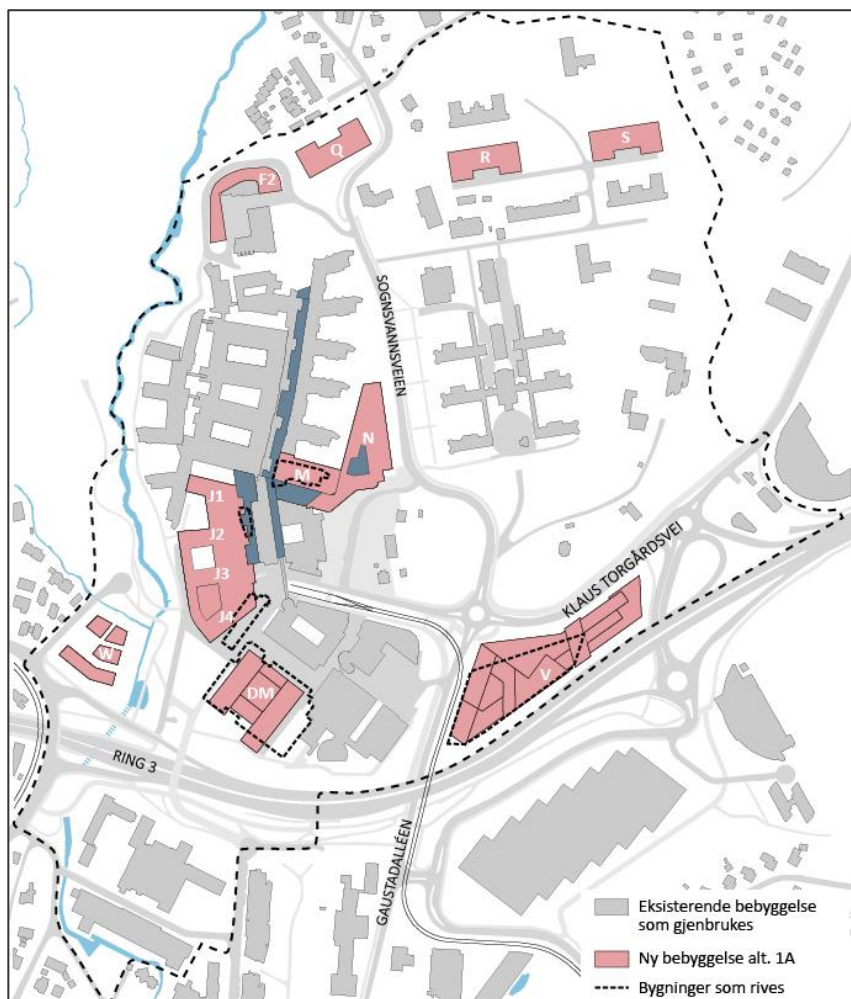 Q
R
S
F2
SOGNSVANNSVEIEN
N
M
J1
J2
J3
J4
KLAUS TORGÅRDSVEI
W
V
DM
RING 3
GAUSTADALLÉEN
Eksisterende bebyggelse
som gjenbrukes
Ny bebyggelse alt. 1A
Bygninger som rives